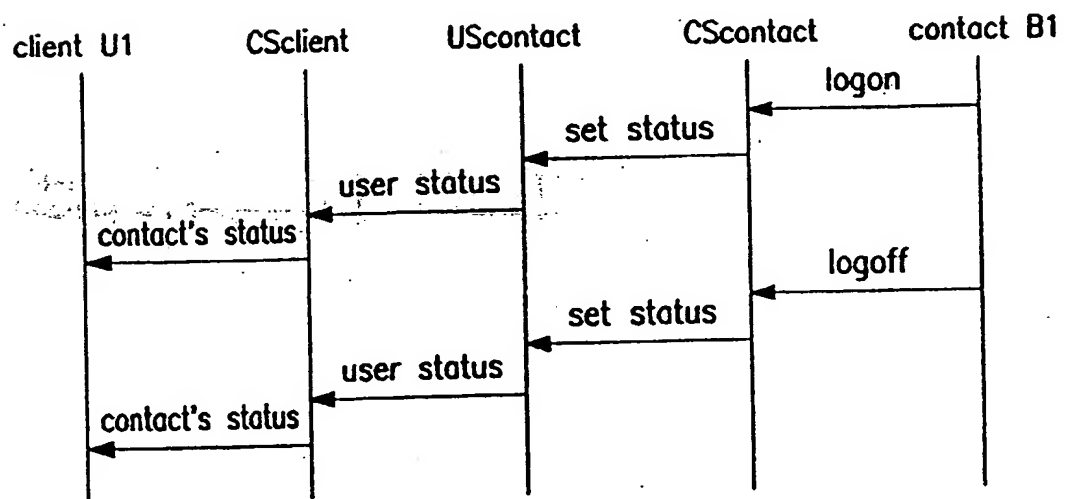 client U1 CSclient UScontact CScontact contact B1
logon
set status
user status
contact's status
logoff
set status
user status
contact's status